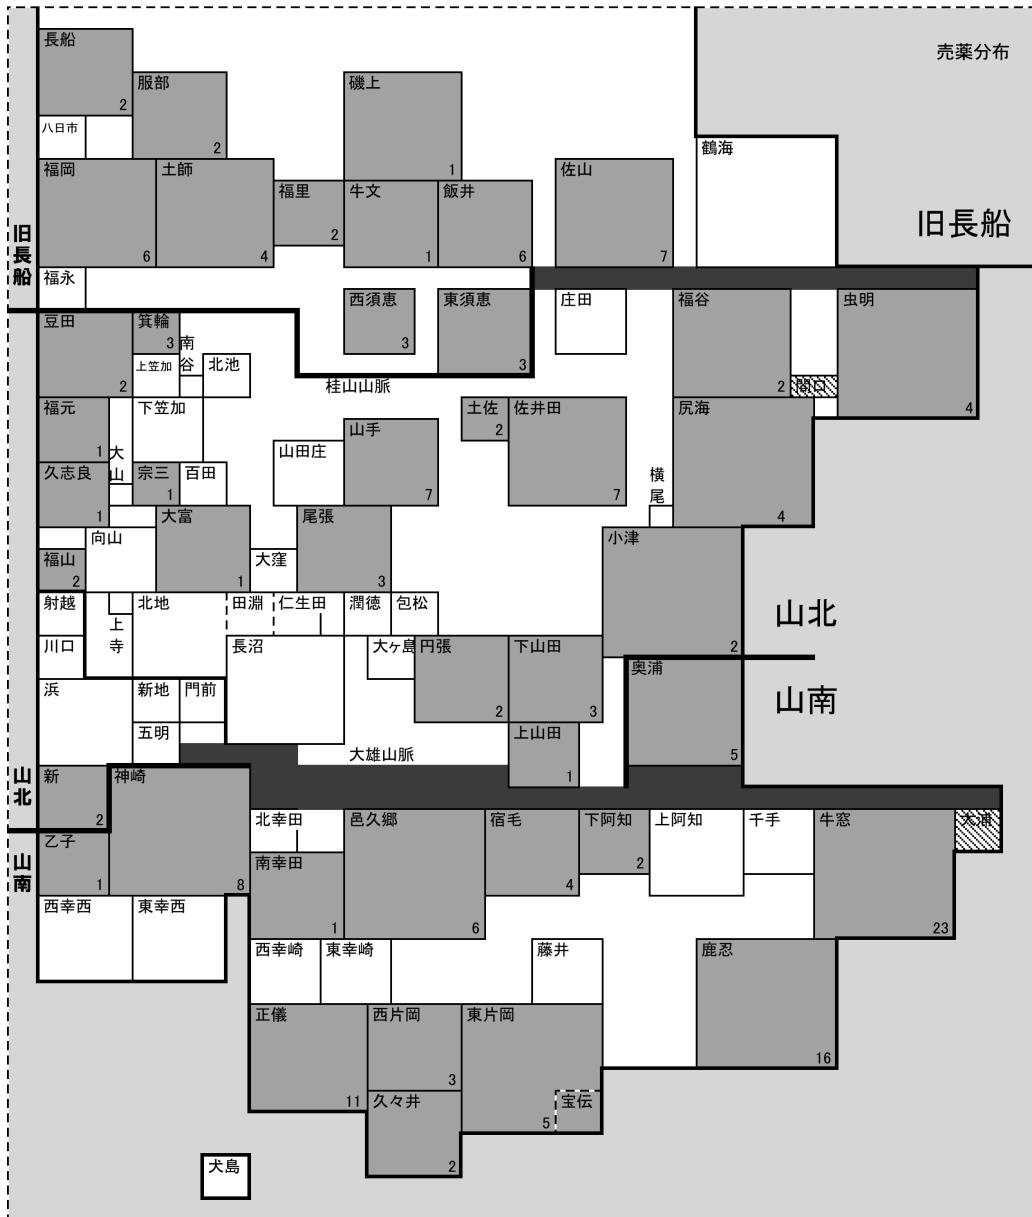 売薬分布
旧長船
山北
山南
旧長船
山北
山南
長船
2
服部
2
磯上
1
八日市
福岡
6
土師
4
福里
2
牛文
1
飯井
6
佐山
7
鶴海
福永
西須恵
3
東須恵
3
庄田
福谷
2
間口
虫明
4
豆田
2
箕輪
3
南谷
上笠加
北池
桂山山脈
福元
1
大山
下笠加
山田庄
山手
7
土佐
2
佐井田
7
尻海
4
横尾
久志良
1
宗三
1
百田
向山
大富
1
大窪
尾張
3
小津
2
福山
2
射越
上寺
北地
田淵
仁生田
潤徳
包松
川口
長沼
大ヶ島
円張
2
下山田
3
奥浦
5
浜
新地
門前
五明
大雄山脈
上山田
1
新
2
神崎
8
乙子
1
北幸田
邑久郷
6
宿毛
4
下阿知
2
上阿知
千手
牛窓
23
大浦
南幸田
1
西幸西
東幸西
西幸崎
東幸崎
藤井
鹿忍
16
正儀
11
西片岡
3
東片岡
5
宝伝
久々井
2
犬島